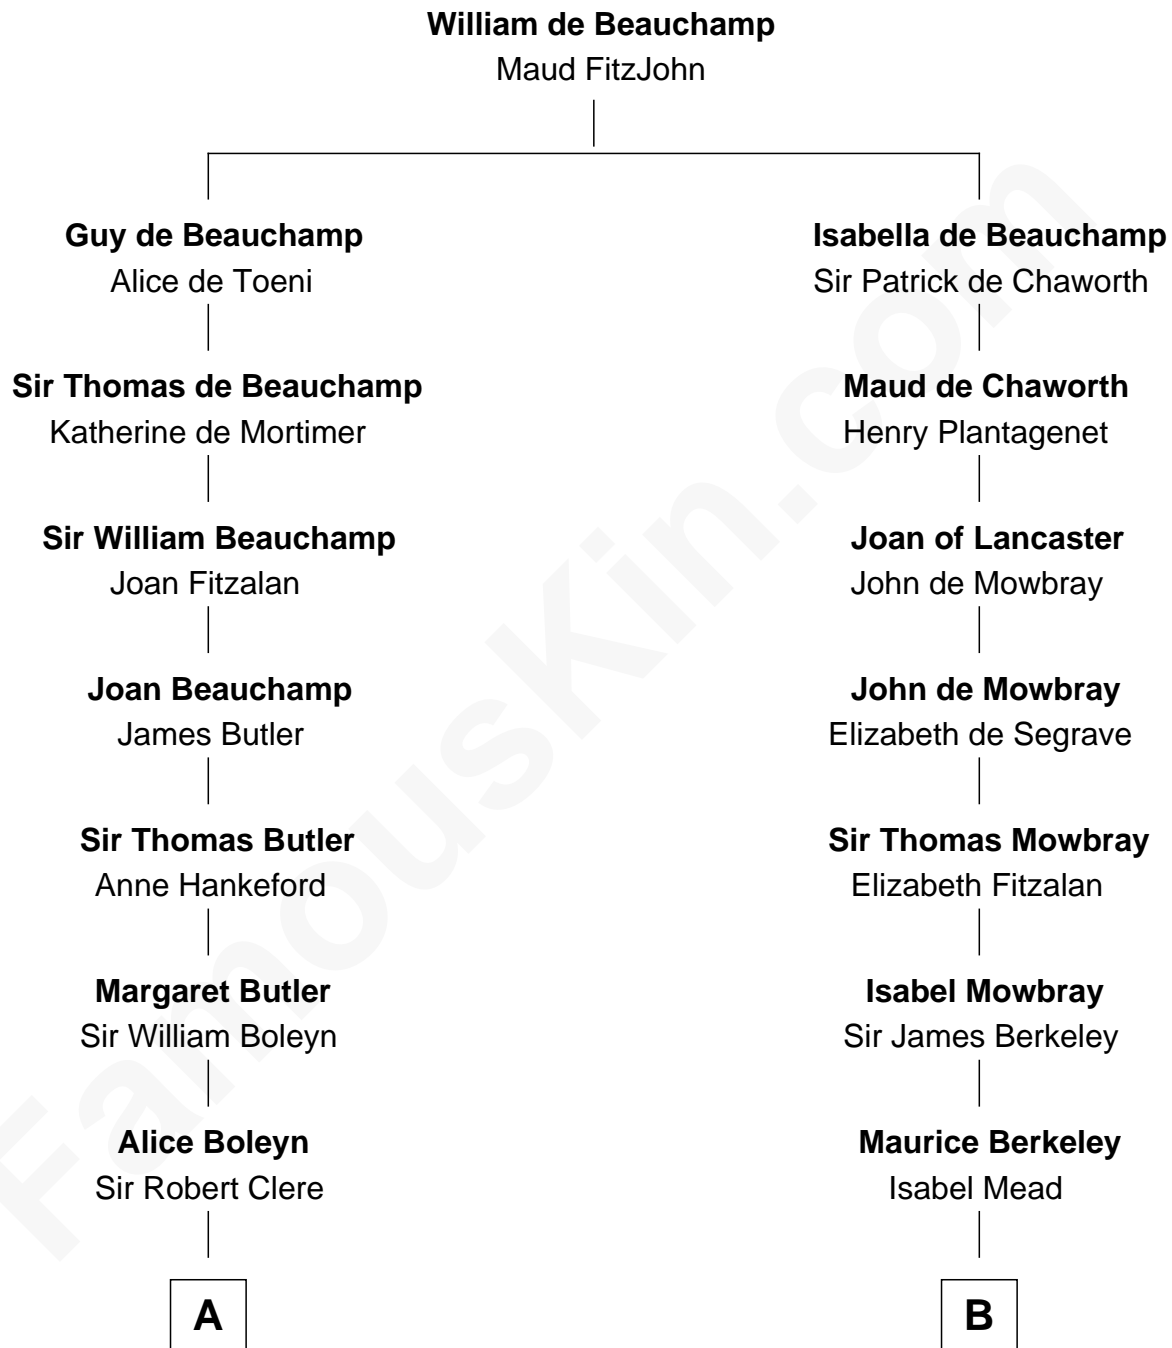 William de Beauchamp
Maud FitzJohn
Guy de Beauchamp
Alice de Toeni
Sir Thomas de Beauchamp
Katherine de Mortimer
Sir William Beauchamp
Joan Fitzalan
Joan Beauchamp
James Butler
Sir Thomas Butler
Anne Hankeford
Margaret Butler
Sir William Boleyn
Alice Boleyn
Sir Robert Clere
A
Isabella de Beauchamp
Sir Patrick de Chaworth
Maud de Chaworth
Henry Plantagenet
Joan of Lancaster
John de Mowbray
John de Mowbray
Elizabeth de Segrave
Sir Thomas Mowbray
Elizabeth Fitzalan
Isabel Mowbray
Sir James Berkeley
Maurice Berkeley
Isabel Mead
B
FamousKin.com